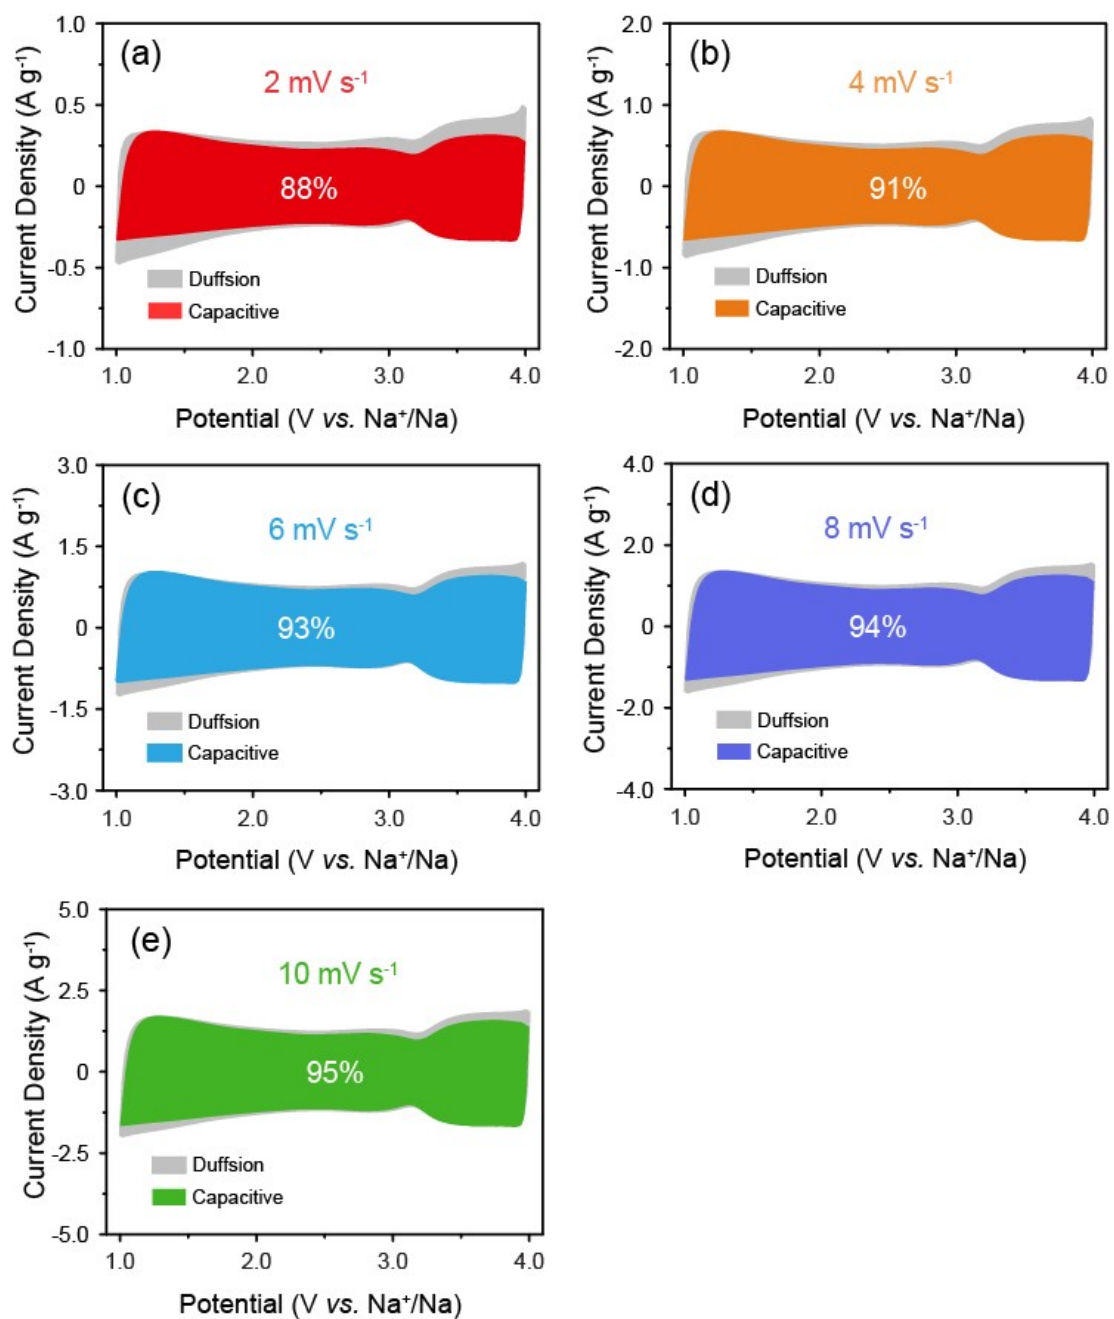 (a)
2 mV s⁻¹
88%
Duffsion
Capacitive
Current Density (A g⁻¹)
1.0
0.5
0
-0.5
-1.0
1.0 2.0 3.0 4.0
Potential (V vs. Na⁺/Na)
(b)
4 mV s⁻¹
91%
Duffsion
Capacitive
Current Density (A g⁻¹)
2.0
1.0
0
-1.0
-2.0
1.0 2.0 3.0 4.0
Potential (V vs. Na⁺/Na)
(c)
6 mV s⁻¹
93%
Duffsion
Capacitive
Current Density (A g⁻¹)
3.0
1.5
0
-1.5
-3.0
1.0 2.0 3.0 4.0
Potential (V vs. Na⁺/Na)
(d)
8 mV s⁻¹
94%
Duffsion
Capacitive
Current Density (A g⁻¹)
4.0
2.0
0
-2.0
-4.0
1.0 2.0 3.0 4.0
Potential (V vs. Na⁺/Na)
(e)
10 mV s⁻¹
95%
Duffsion
Capacitive
Current Density (A g⁻¹)
5.0
2.5
0
-2.5
-5.0
1.0 2.0 3.0 4.0
Potential (V vs. Na⁺/Na)